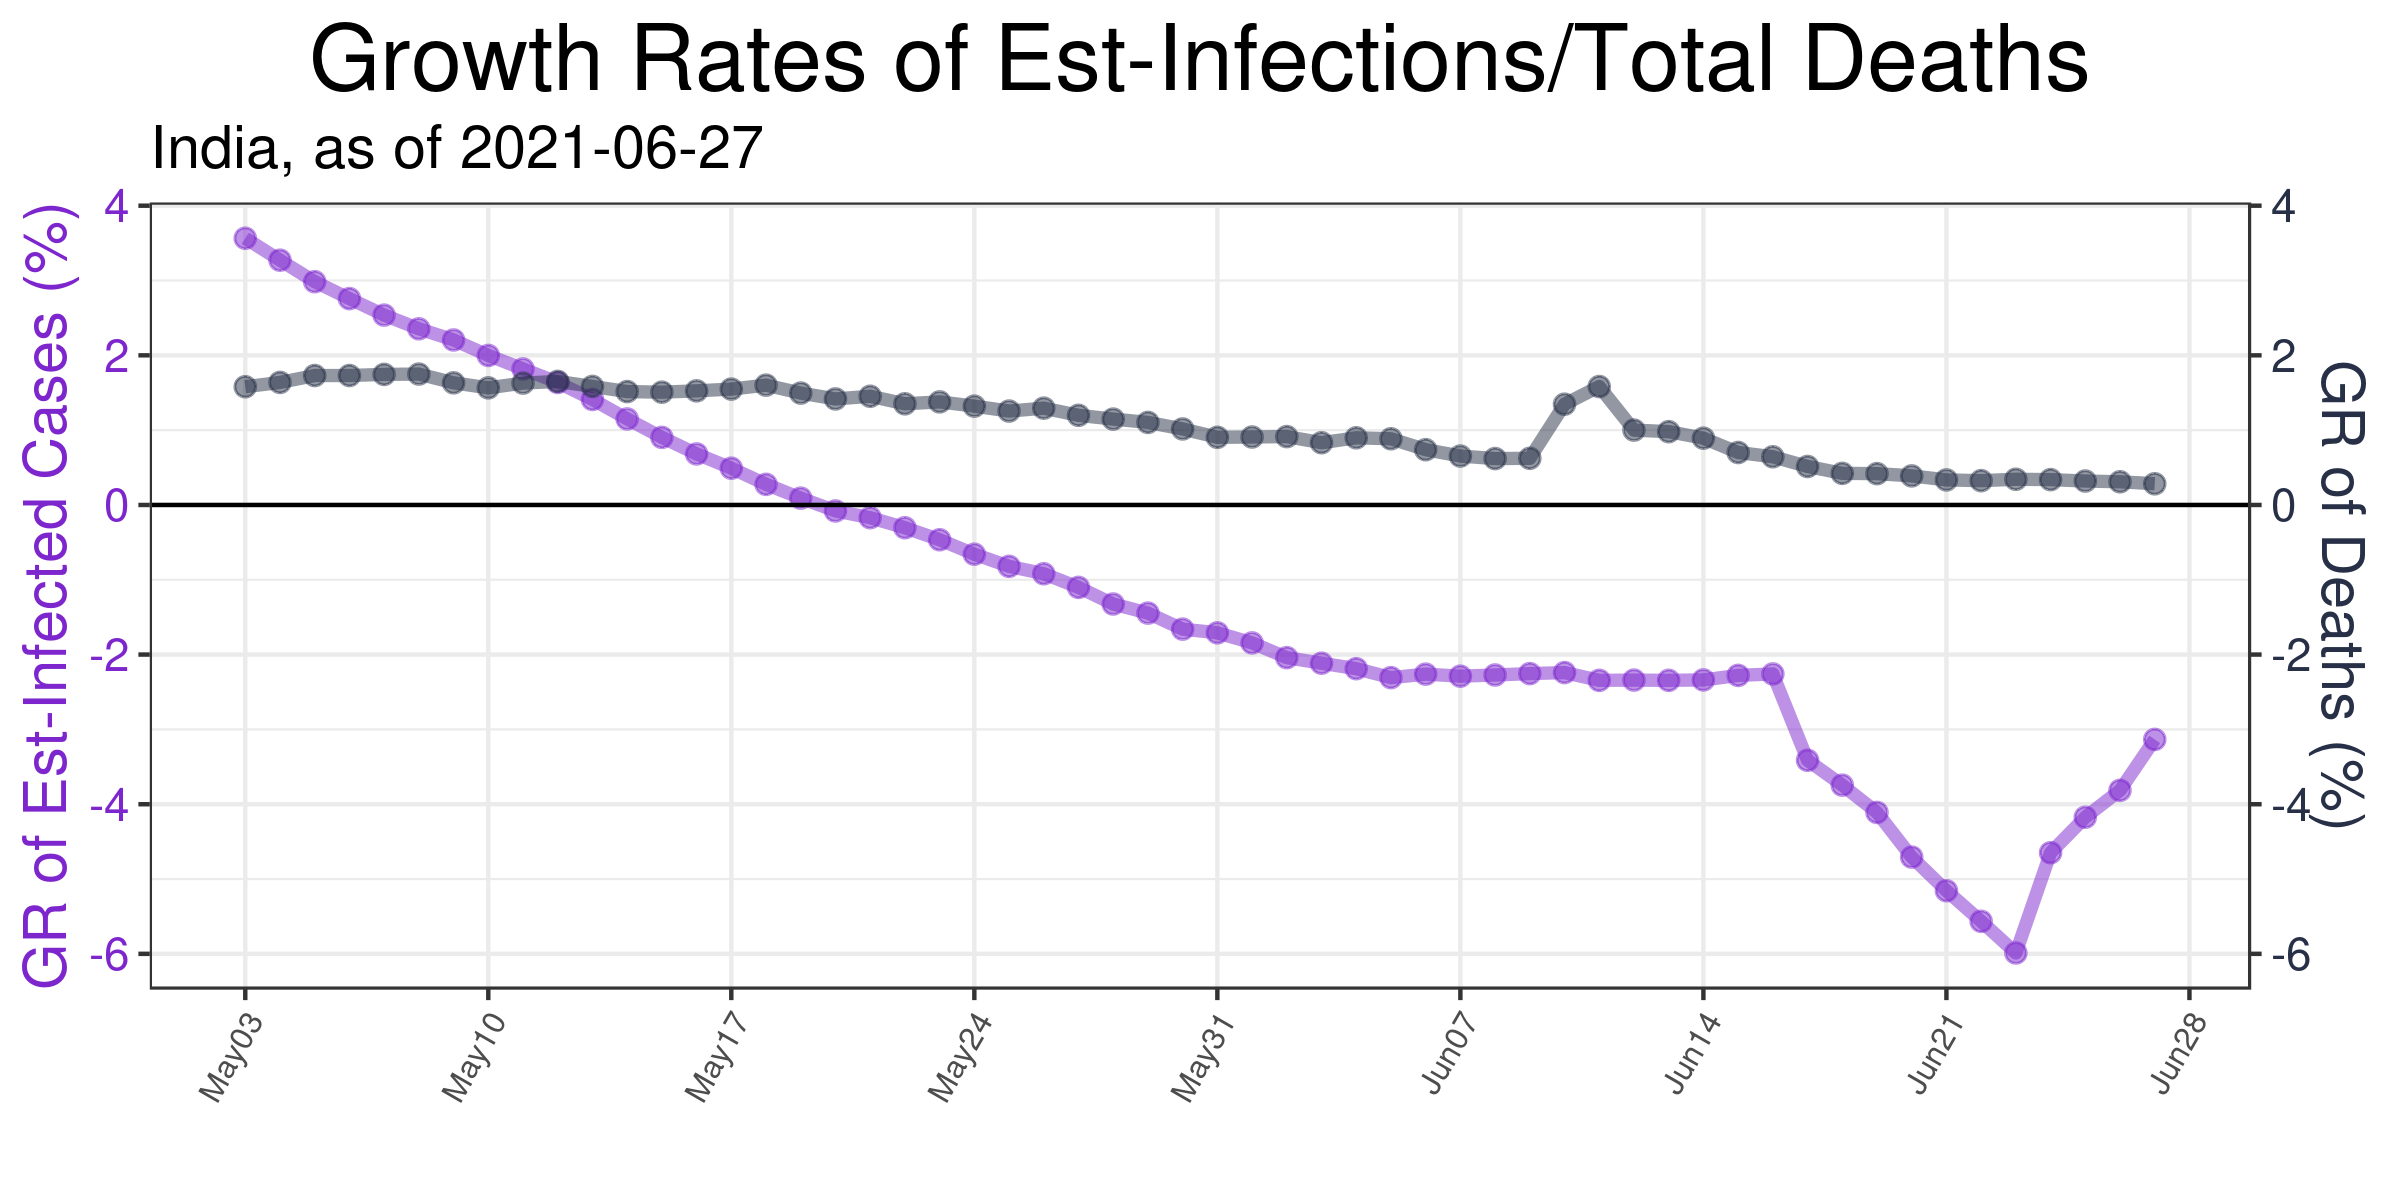 Growth Rates of Est-Infections/Total Deaths
India, as of 2021-06-27
GR of Est-Infected Cases (%)
4
2
0
-2
-4
-6
4
2
0
-2
-4
-6
GR of Deaths (%)
May03
May10
May17
May24
May31
Jun07
Jun14
Jun21
Jun28